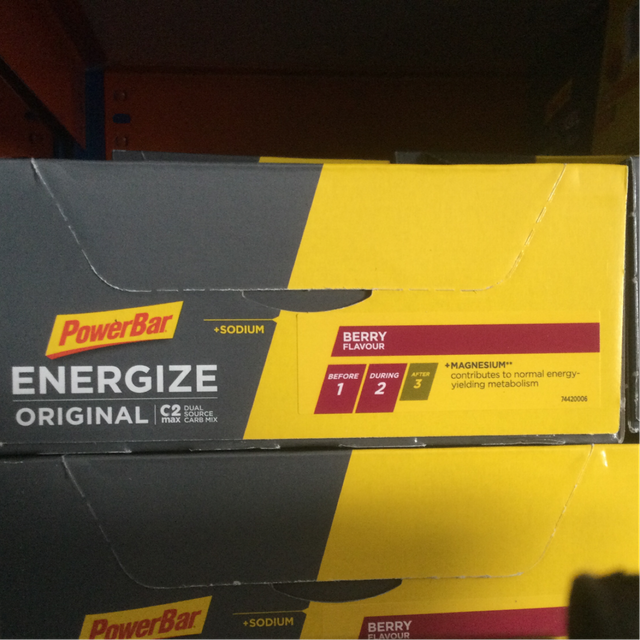 PowerBar
+SODIUM
ENERGIZE
ORIGINAL
C2
max
DUAL
SOURCE
CARB MIX
BERRY
FLAVOUR
BEFORE
1
DURING
2
AFTER
3
+MAGNESIUM**
contributes to normal energy-
yielding metabolism
74420006
PowerBar
+SODIUM
BERRY
FLAVOUR